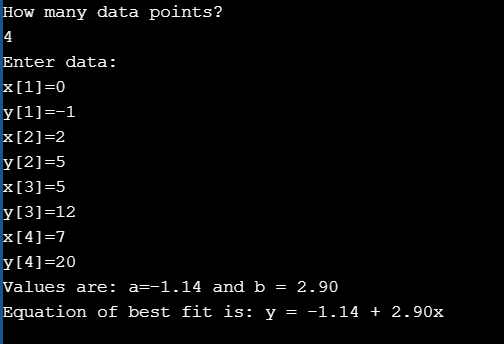 How many data points?
4
Enter data:
x[1]=0
y[1]=-1
x[2]=2
y[2]=5
x[3]=5
y[3]=12
x[4]=7
y[4]=20
Values are: a=-1.14 and b = 2.90
Equation of best fit is: y = -1.14 + 2.90x